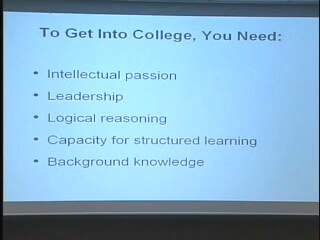 To Get Into College, You Need:
• Intellectual passion
• Leadership
• Logical reasoning
• Capacity for structured learning
• Background knowledge